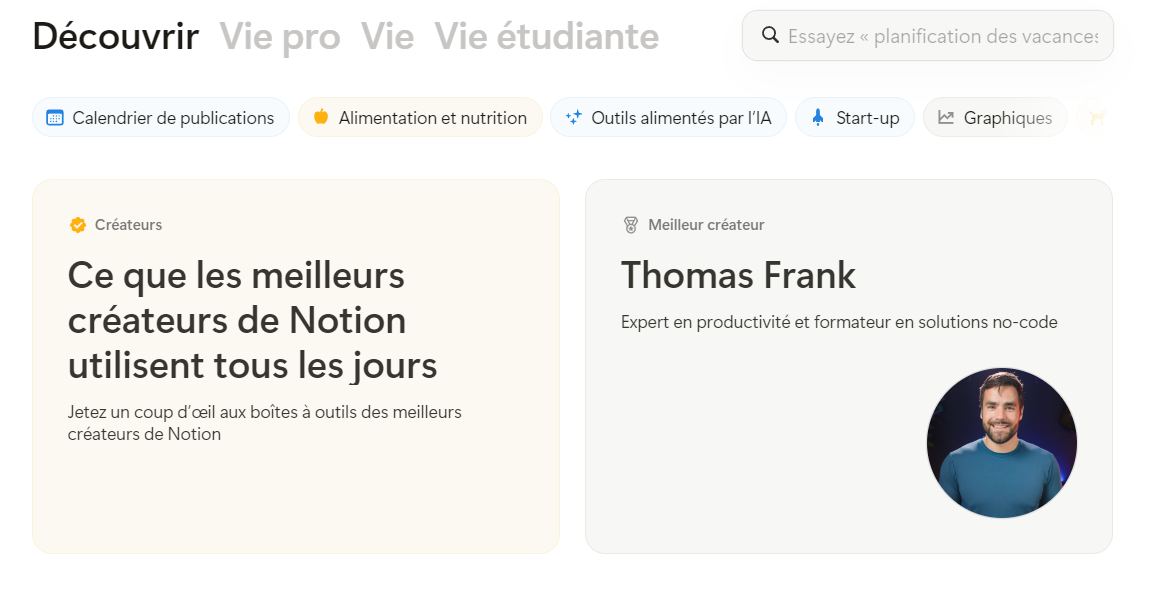 Découvrir Vie pro Vie Vie étudiante
Essayez « planification des vacances
Calendrier de publications Alimentation et nutrition Outils alimentés par l’IA Start-up Graphiques
Créateurs
Ce que les meilleurs
créateurs de Notion
utilisent tous les jours
Jetez un coup d’œil aux boîtes à outils des meilleurs
créateurs de Notion
Meilleur créateur
Thomas Frank
Expert en productivité et formateur en solutions no-code